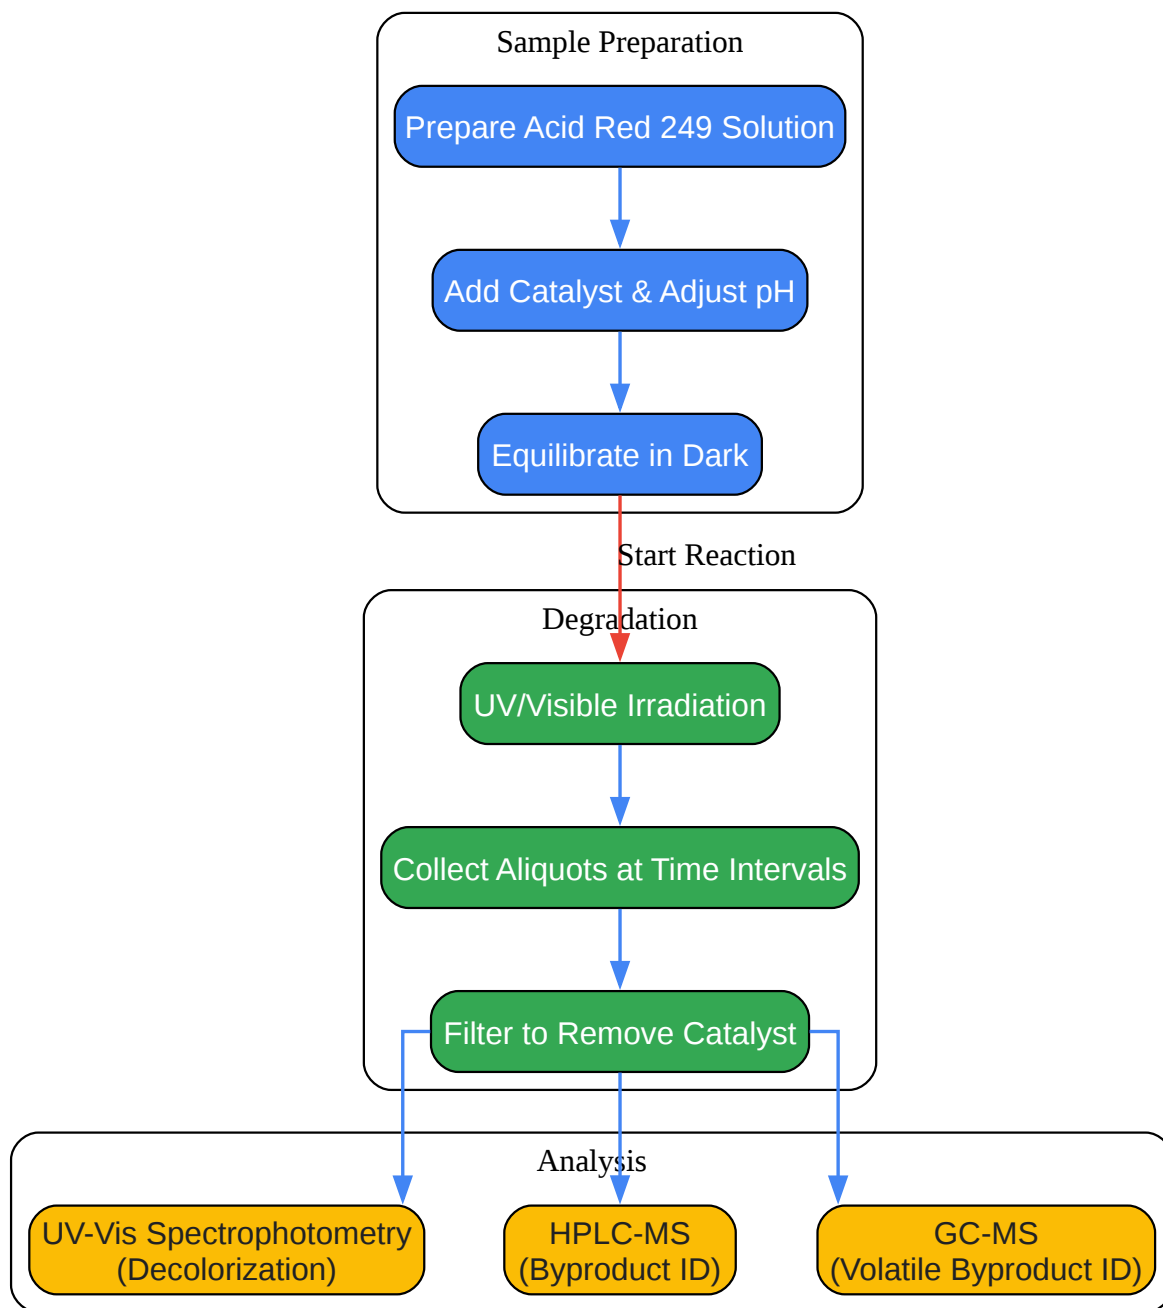 Sample Preparation
Prepare Acid Red 249 Solution
Add Catalyst & Adjust pH
Equilibrate in Dark
Start Reaction
Degradation
UV/Visible Irradiation
Collect Aliquots at Time Intervals
Filter to Remove Catalyst
Analysis
UV-Vis Spectrophotometry
(Decolorization)
HPLC-MS
(Byproduct ID)
GC-MS
(Volatile Byproduct ID)